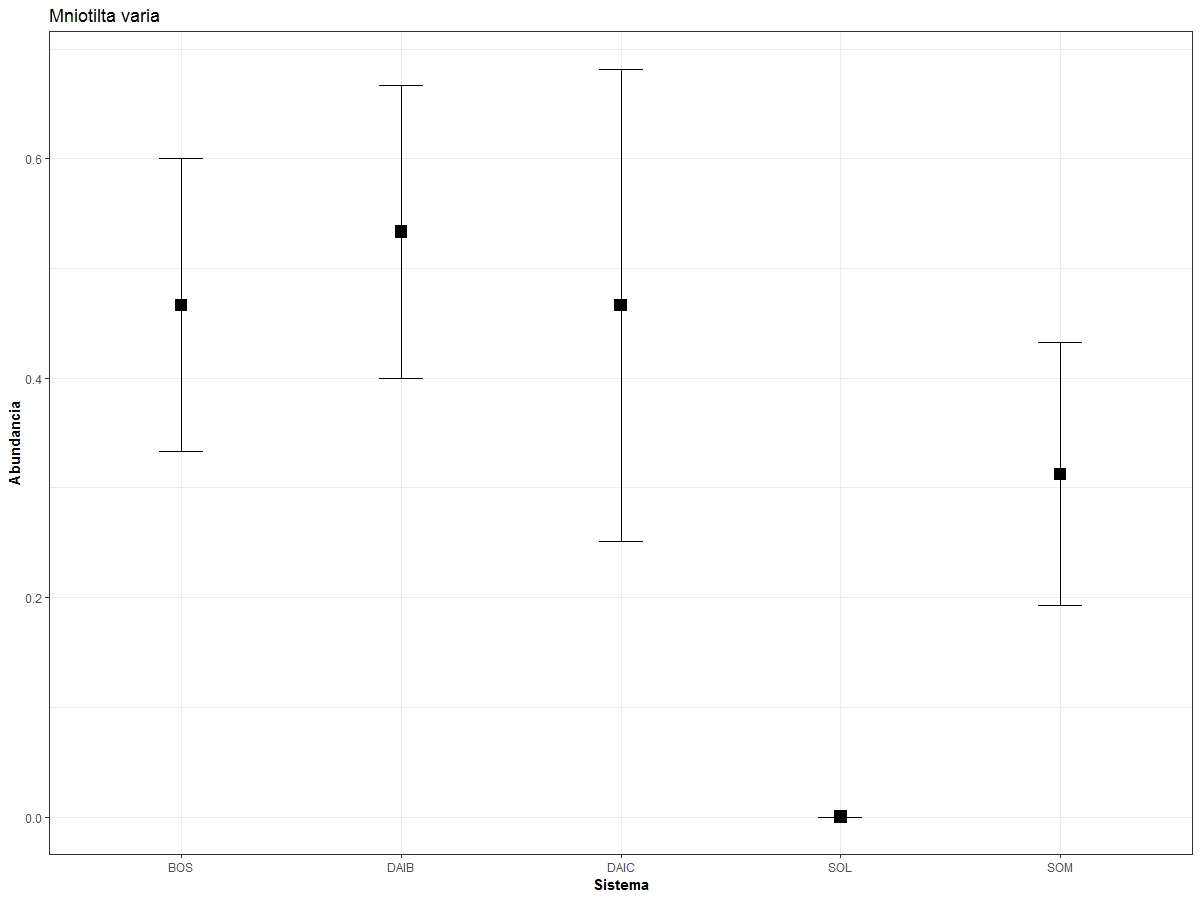 Mniotilta varia
Abundancia
0.6
0.4
0.2
0.0
BOS DAIB DAIC SOL SOM
Sistema